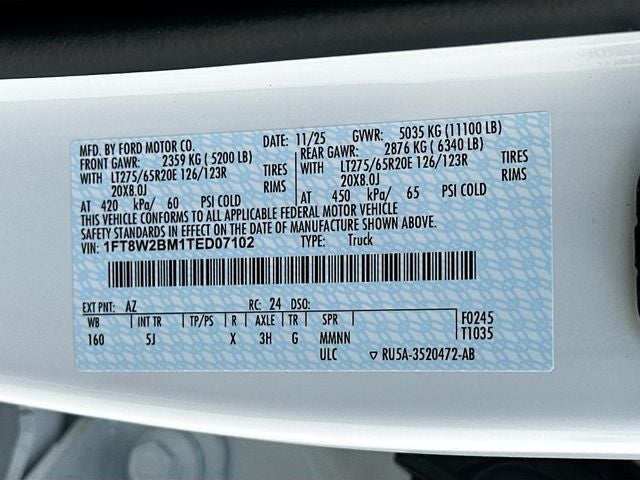 MFD. BY FORD MOTOR CO. DATE: 11/25 GVWR: 5035 KG (11100 LB)
FRONT GAWR: 2359 KG ( 5200 LB) REAR GAWR: 2876 KG ( 6340 LB)
WITH LT275/65R20E 126/123R TIRES WITH LT275/65R20E 126/123R TIRES
20X8.0J RIMS 20X8.0J RIMS
AT 420 kPa/ 60 PSI COLD AT 450 kPa/ 65 PSI COLD
THIS VEHICLE CONFORMS TO ALL APPLICABLE FEDERAL MOTOR VEHICLE
SAFETY STANDARDS IN EFFECT ON THE DATE OF MANUFACTURE SHOWN ABOVE.
VIN: 1FT8W2BM1TED07102 TYPE: Truck
EXT PNT: AZ RC: 24 DSO:
WB INT TR TP/PS R AXLE TR SPR F0245
160 5J X 3H G MMNN T1035
ULC RU5A-3520472-AB